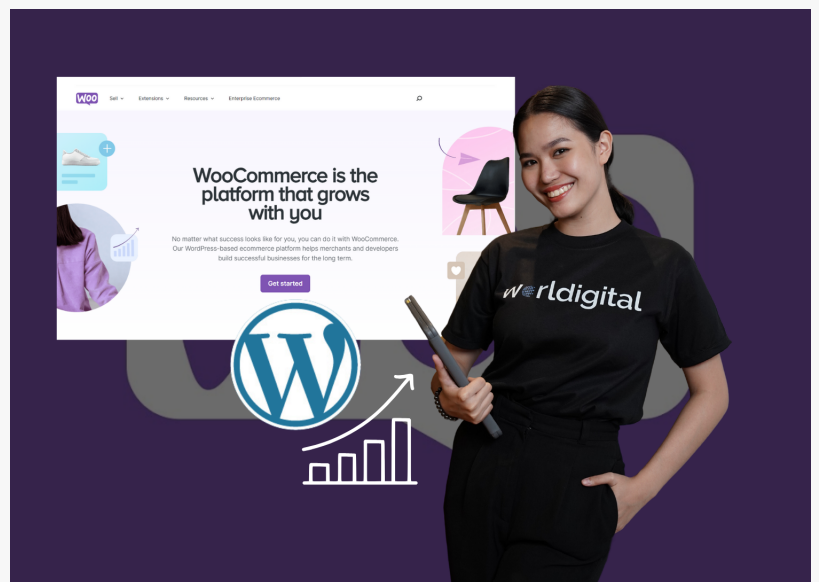 Woo
Sell
Extensions
Resources
Enterprise Ecommerce
WooCommerce is the
platform that grows
with you
No matter what success looks like for you, you can do it with WooCommerce.
Our WordPress-based ecommerce platform helps merchants and developers
build successful businesses for the long term.
Get started
W
worldigital